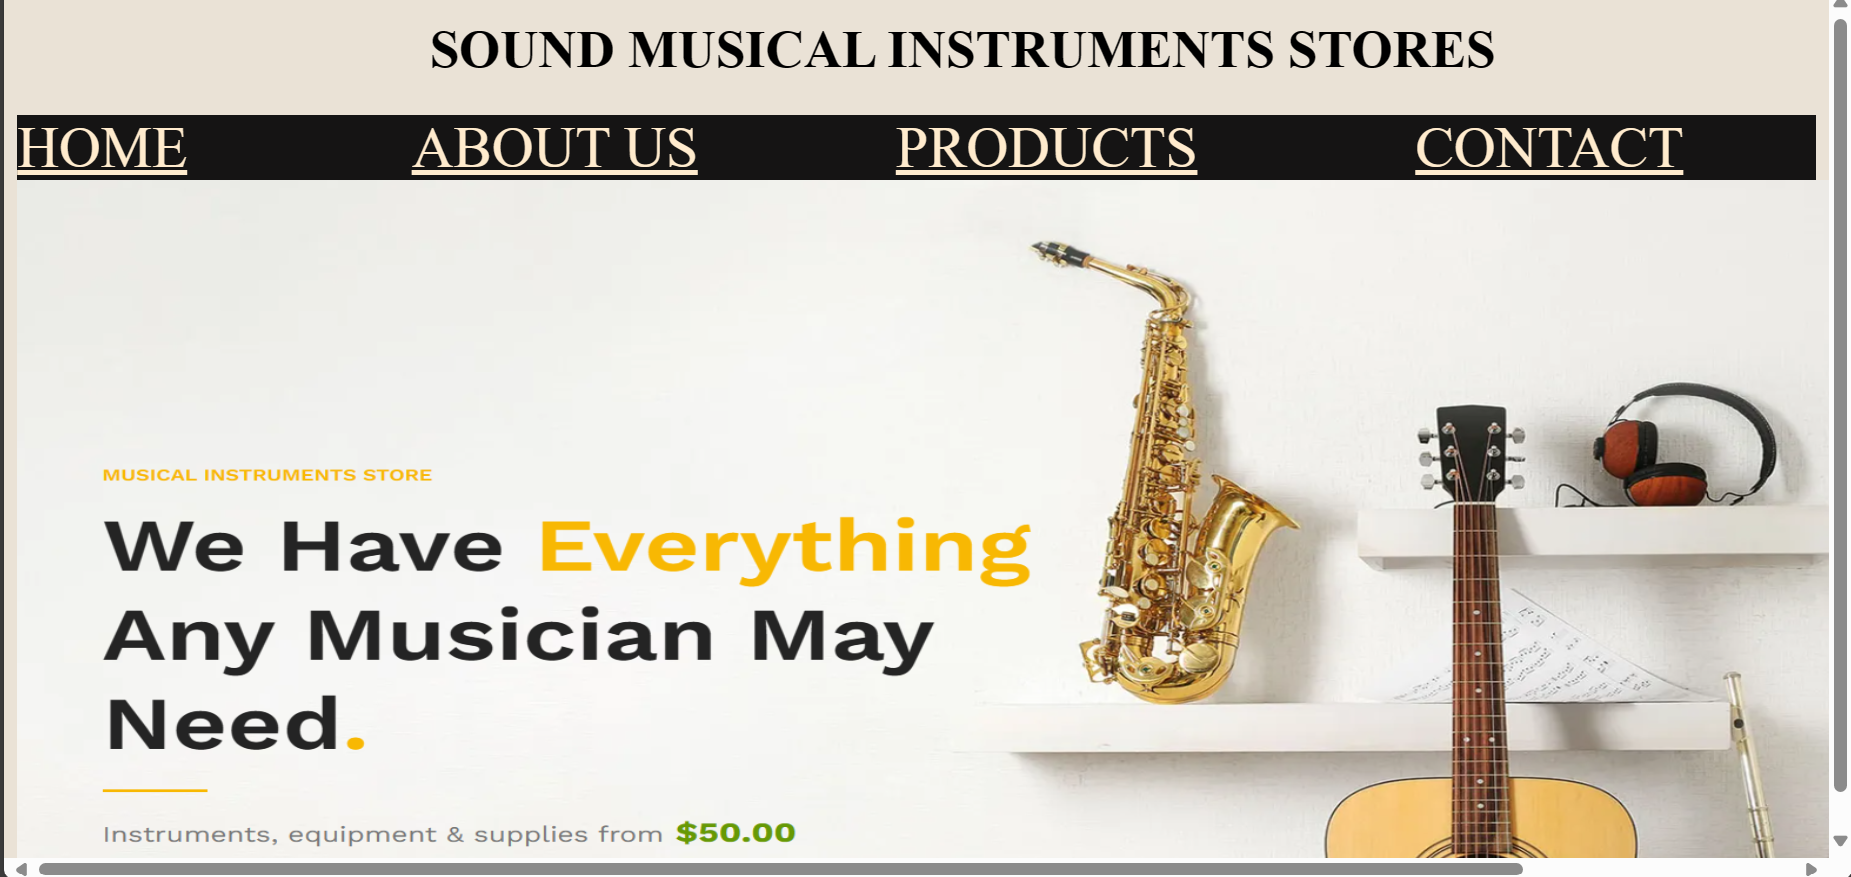 SOUND MUSICAL INSTRUMENTS STORES
HOME ABOUT US PRODUCTS CONTACT
MUSICAL INSTRUMENTS STORE
We Have Everything
Any Musician May
Need.
Instruments, equipment & supplies from $50.00